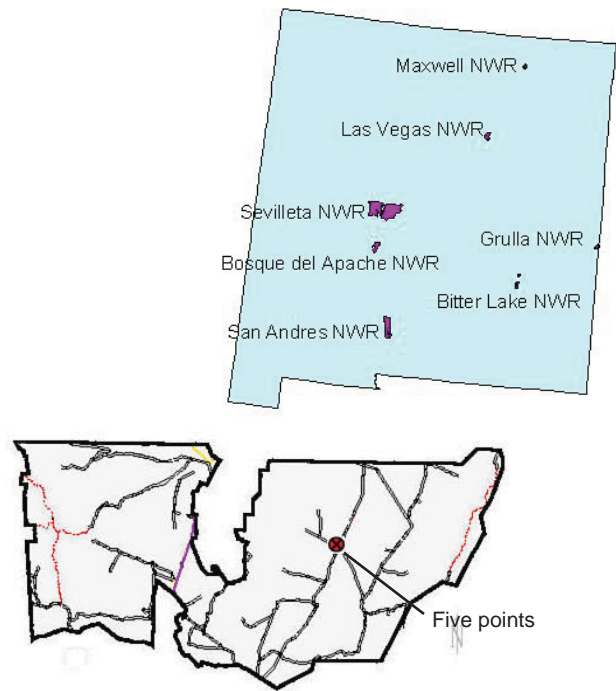 Maxwell NWR
Las Vegas NWR
Sevilleta NWR
Grulla NWR
Bosque del Apache NWR
Bitter Lake NWR
San Andres NWR
Five points
N